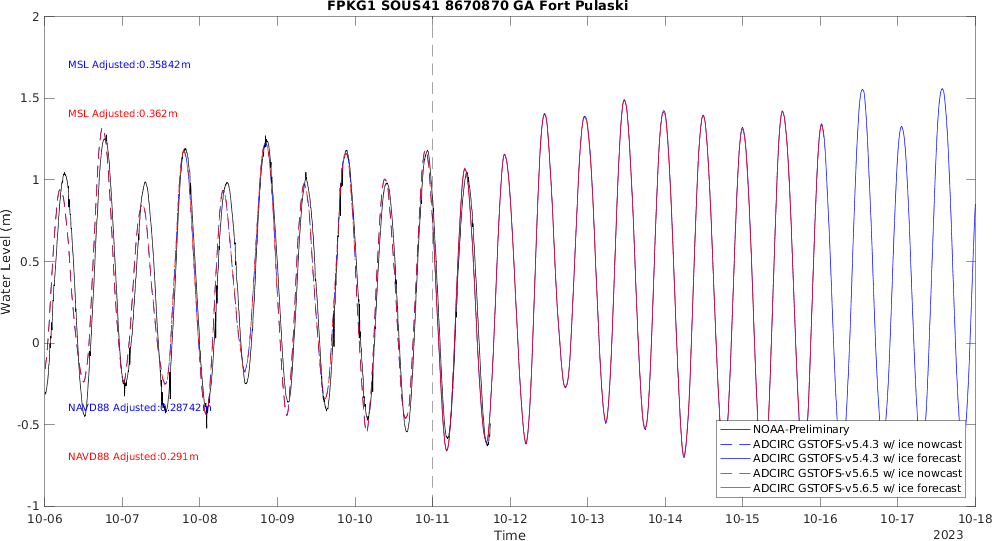 FPKG1 SOUS41 8670870 GA Fort Pulaski
2
1.5
1
0.5
0
-0.5
-1
Water Level (m)
MSL Adjusted:0.35842m
MSL Adjusted:0.362m
NAVD88 Adjusted:0.28742m
NAVD88 Adjusted:0.291m
NOAA-Preliminary
ADCIRC GSTOFS-v5.4.3 w/ ice nowcast
ADCIRC GSTOFS-v5.4.3 w/ ice forecast
ADCIRC GSTOFS-v5.6.5 w/ ice nowcast
ADCIRC GSTOFS-v5.6.5 w/ ice forecast
10-06 10-07 10-08 10-09 10-10 10-11 10-12 10-13 10-14 10-15 10-16 10-17 10-18
Time
2023